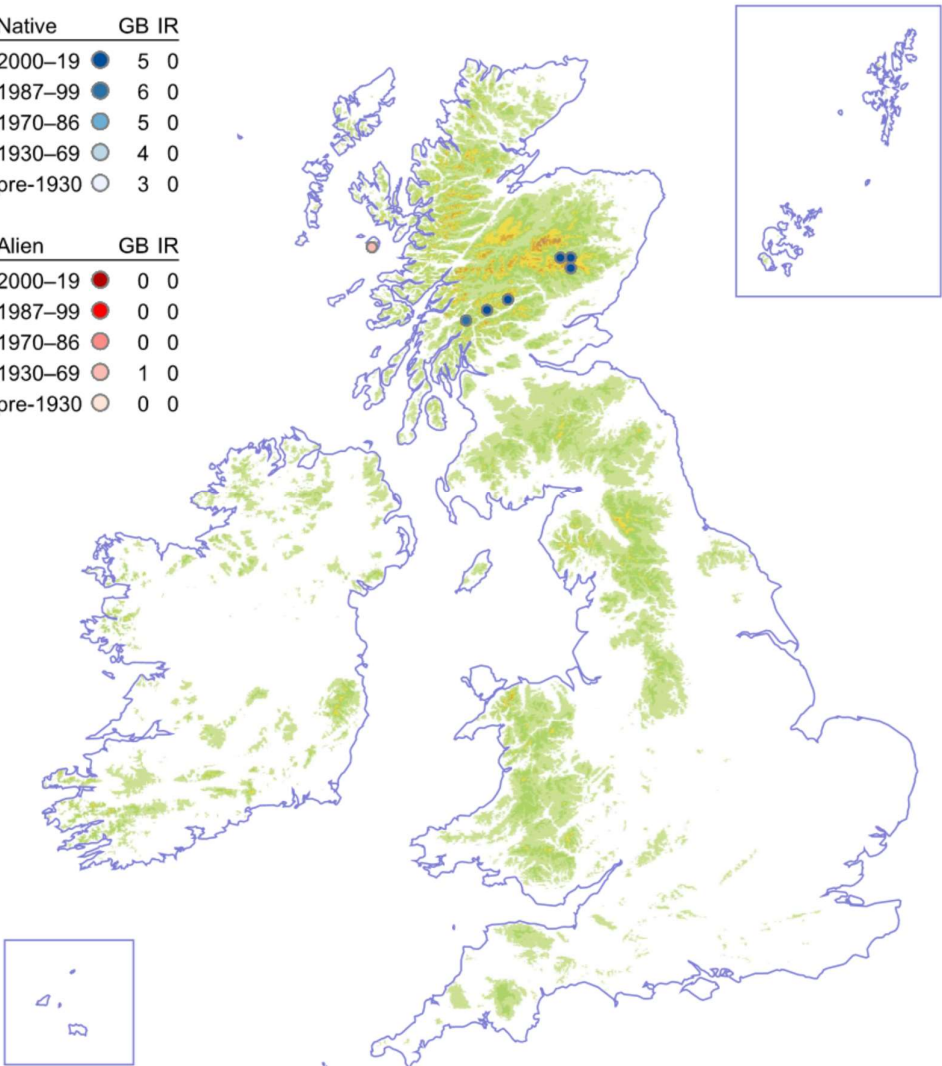 Native GB IR
2000–19 5 0
1987–99 6 0
1970–86 5 0
1930–69 4 0
pre-1930 3 0
Alien GB IR
2000–19 0 0
1987–99 0 0
1970–86 0 0
1930–69 1 0
pre-1930 0 0